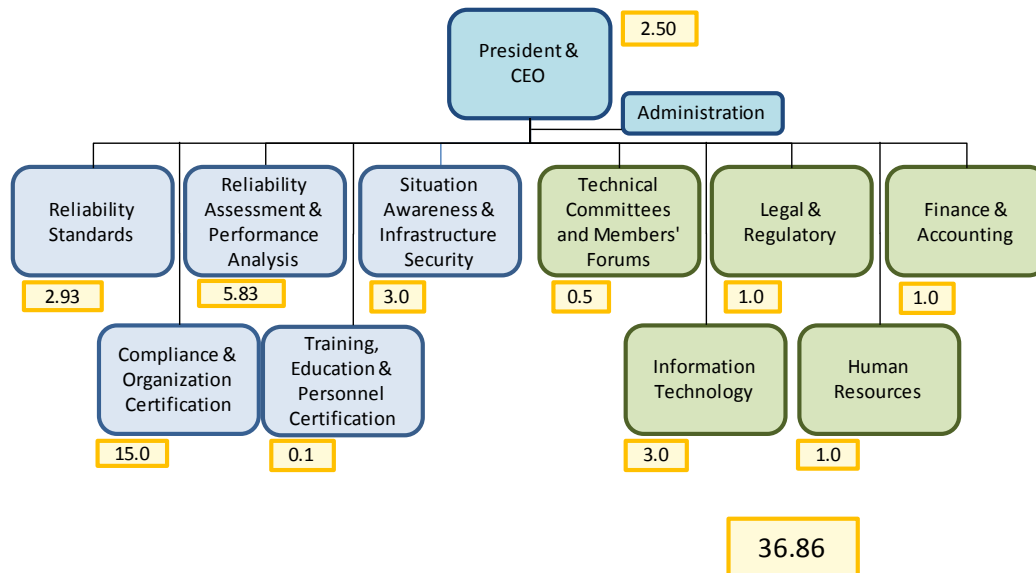 President &
CEO
2.50
Administration
Reliability
Standards
2.93
Reliability
Assessment &
Performance
Analysis
5.83
Situation
Awareness &
Infrastructure
Security
3.0
Technical
Committees
and Members'
Forums
0.5
Legal &
Regulatory
1.0
Finance &
Accounting
1.0
Compliance &
Organization
Certification
15.0
Training,
Education &
Personnel
Certification
0.1
Information
Technology
3.0
Human
Resources
1.0
36.86